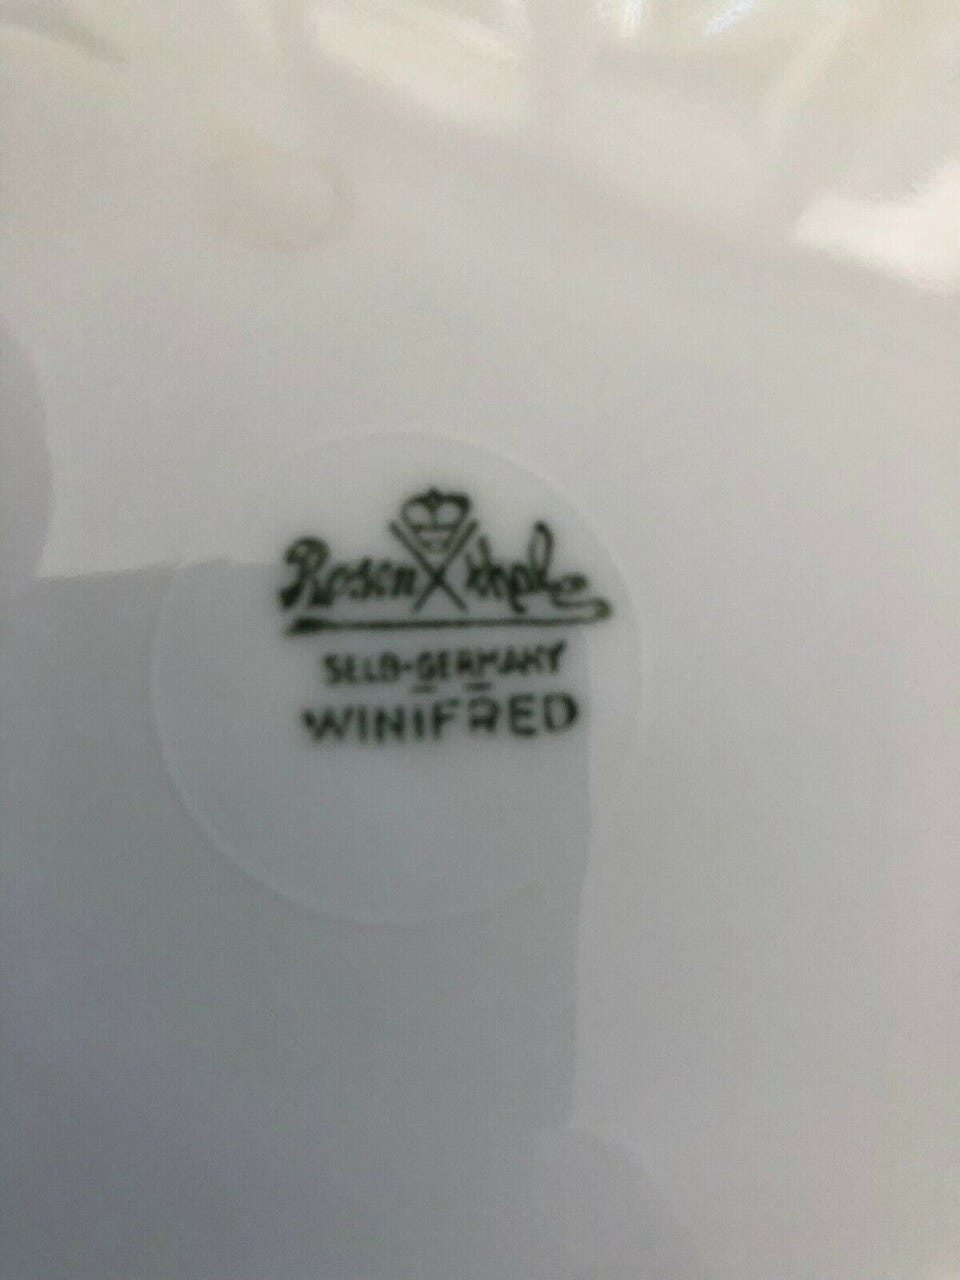 Rosenthal
SELB-GERMANY
WINIFRED